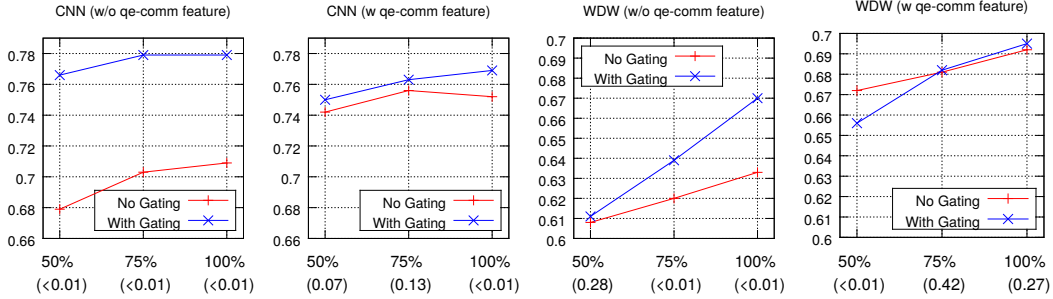 CNN (w/o qe-comm feature)
0.78
0.76
0.74
0.72
0.7
0.68
0.66
No Gating
With Gating
50% 75% 100%
(<0.01) (<0.01) (<0.01)
CNN (w qe-comm feature)
0.78
0.76
0.74
0.72
0.7
0.68
0.66
No Gating
With Gating
50% 75% 100%
(0.07) (0.13) (<0.01)
WDW (w/o qe-comm feature)
0.7
0.69
0.68
0.67
0.66
0.65
0.64
0.63
0.62
0.61
0.6
No Gating
With Gating
50% 75% 100%
(0.28) (<0.01) (<0.01)
WDW (w qe-comm feature)
0.7
0.69
0.68
0.67
0.66
0.65
0.64
0.63
0.62
0.61
0.6
No Gating
With Gating
50% 75% 100%
(<0.01) (0.42) (0.27)